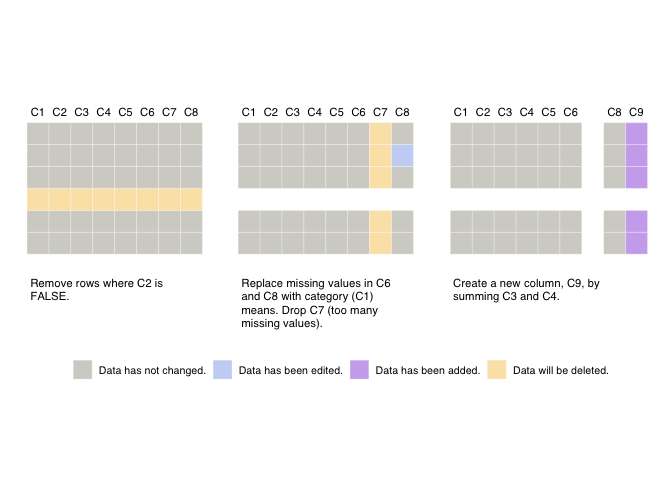 C1 C2 C3 C4 C5 C6 C7 C8
C1 C2 C3 C4 C5 C6 C7 C8
C1 C2 C3 C4 C5 C6 C8 C9
Remove rows where C2 is
FALSE.
Replace missing values in C6
and C8 with category (C1)
means. Drop C7 (too many
missing values).
Create a new column, C9, by
summing C3 and C4.
Data has not changed.
Data has been edited.
Data has been added.
Data will be deleted.